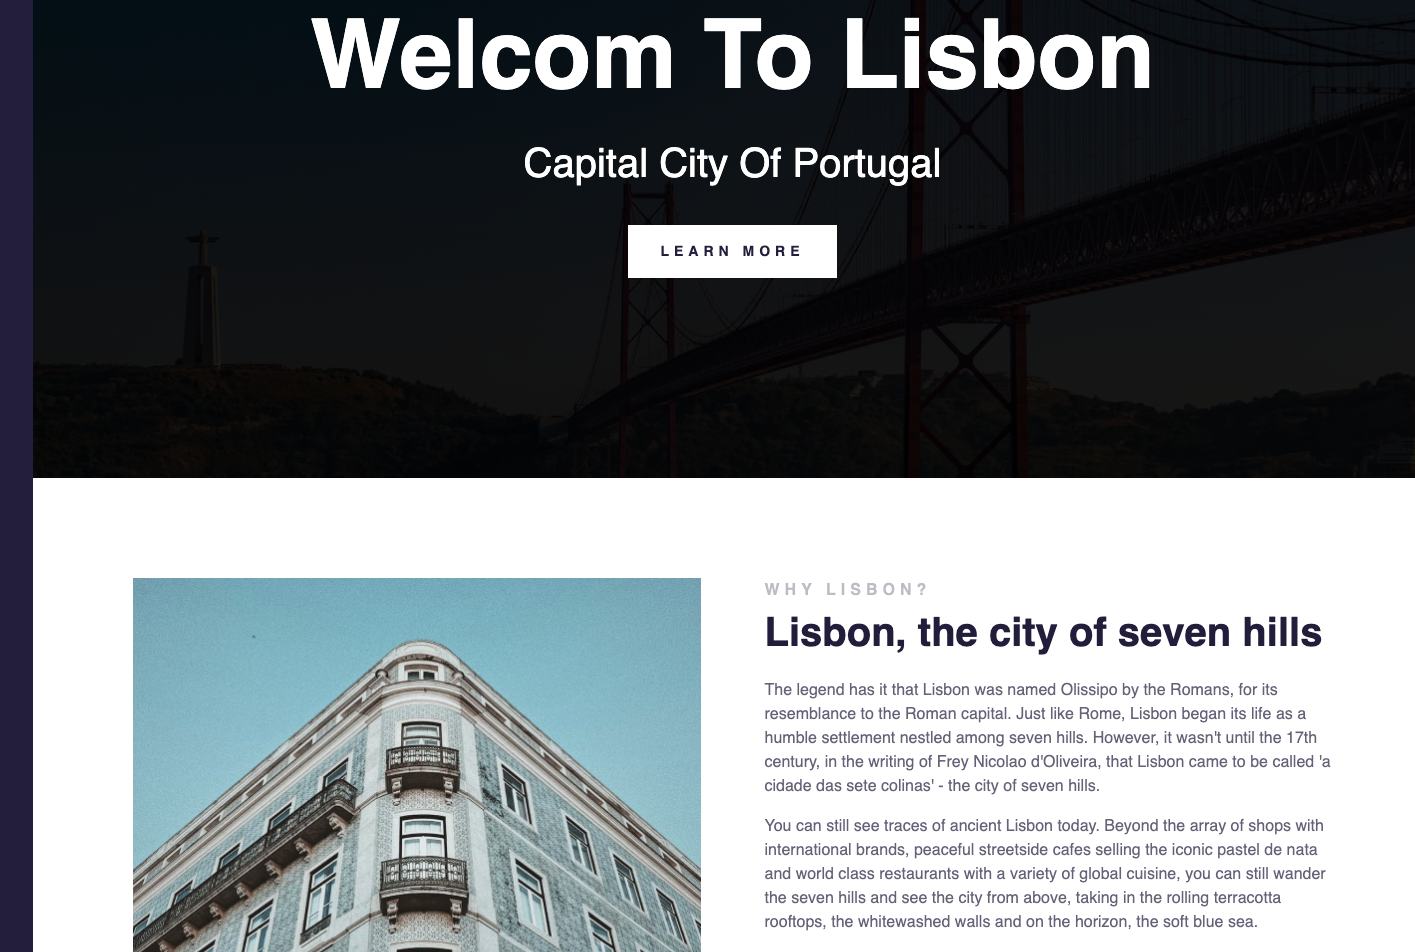 Welcom To Lisbon
Capital City Of Portugal
LEARN MORE
WHY LISBON?
Lisbon, the city of seven hills
The legend has it that Lisbon was named Olissipo by the Romans, for its
resemblance to the Roman capital. Just like Rome, Lisbon began its life as a
humble settlement nestled among seven hills. However, it wasn't until the 17th
century, in the writing of Frey Nicolao d'Oliveira, that Lisbon came to be called 'a
cidade das sete colinas' - the city of seven hills.
You can still see traces of ancient Lisbon today. Beyond the array of shops with
international brands, peaceful streetside cafes selling the iconic pastel de nata
and world class restaurants with a variety of global cuisine, you can still wander
the seven hills and see the city from above, taking in the rolling terracotta
rooftops, the whitewashed walls and on the horizon, the soft blue sea.